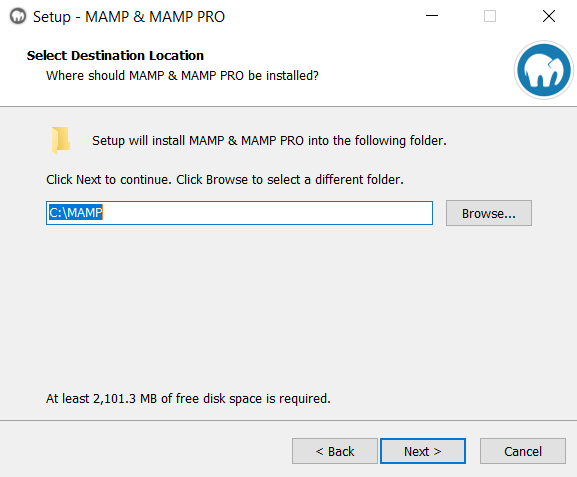 Setup - MAMP & MAMP PRO
Select Destination Location
Where should MAMP & MAMP PRO be installed?
Setup will install MAMP & MAMP PRO into the following folder.
Click Next to continue. Click Browse to select a different folder.
C:\MAMP
Browse...
At least 2,101.3 MB of free disk space is required.
< Back
Next >
Cancel